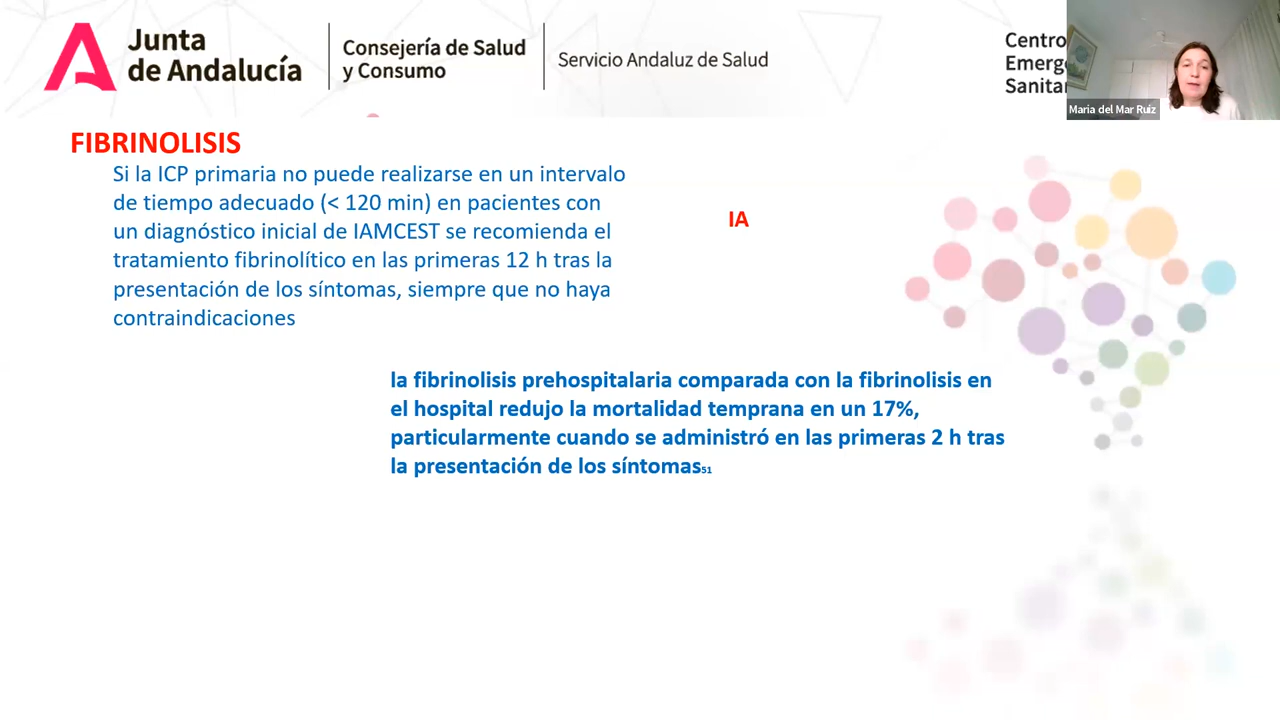 Junta
de Andalucía
Consejería de Salud
y Consumo
Servicio Andaluz de Salud
Centro
Emerg
Sanita
Maria del Mar Ruíz
FIBRINOLISIS
Si la ICP primaria no puede realizarse en un intervalo
de tiempo adecuado (< 120 min) en pacientes con
un diagnóstico inicial de IAMCEST se recomienda el
tratamiento fibrinolítico en las primeras 12 h tras la
presentación de los síntomas, siempre que no haya
contraindicaciones
IA
la fibrinolisis prehospitalaria comparada con la fibrinolisis en
el hospital redujo la mortalidad temprana en un 17%,
particularmente cuando se administró en las primeras 2 h tras
la presentación de los síntomas51